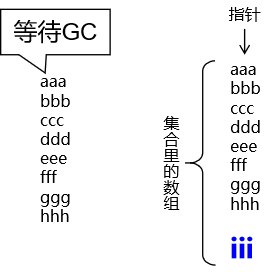 等待GC
aaa
bbb
ccc
ddd
eee
fff
ggg
hhh
指针
集合里的数组
aaa
bbb
ccc
ddd
eee
fff
ggg
hhh
iii